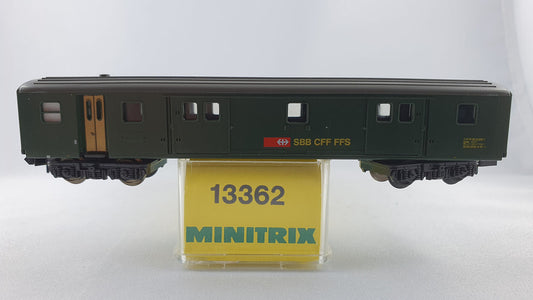 SBB CFF FFS
13362
MINITRIX